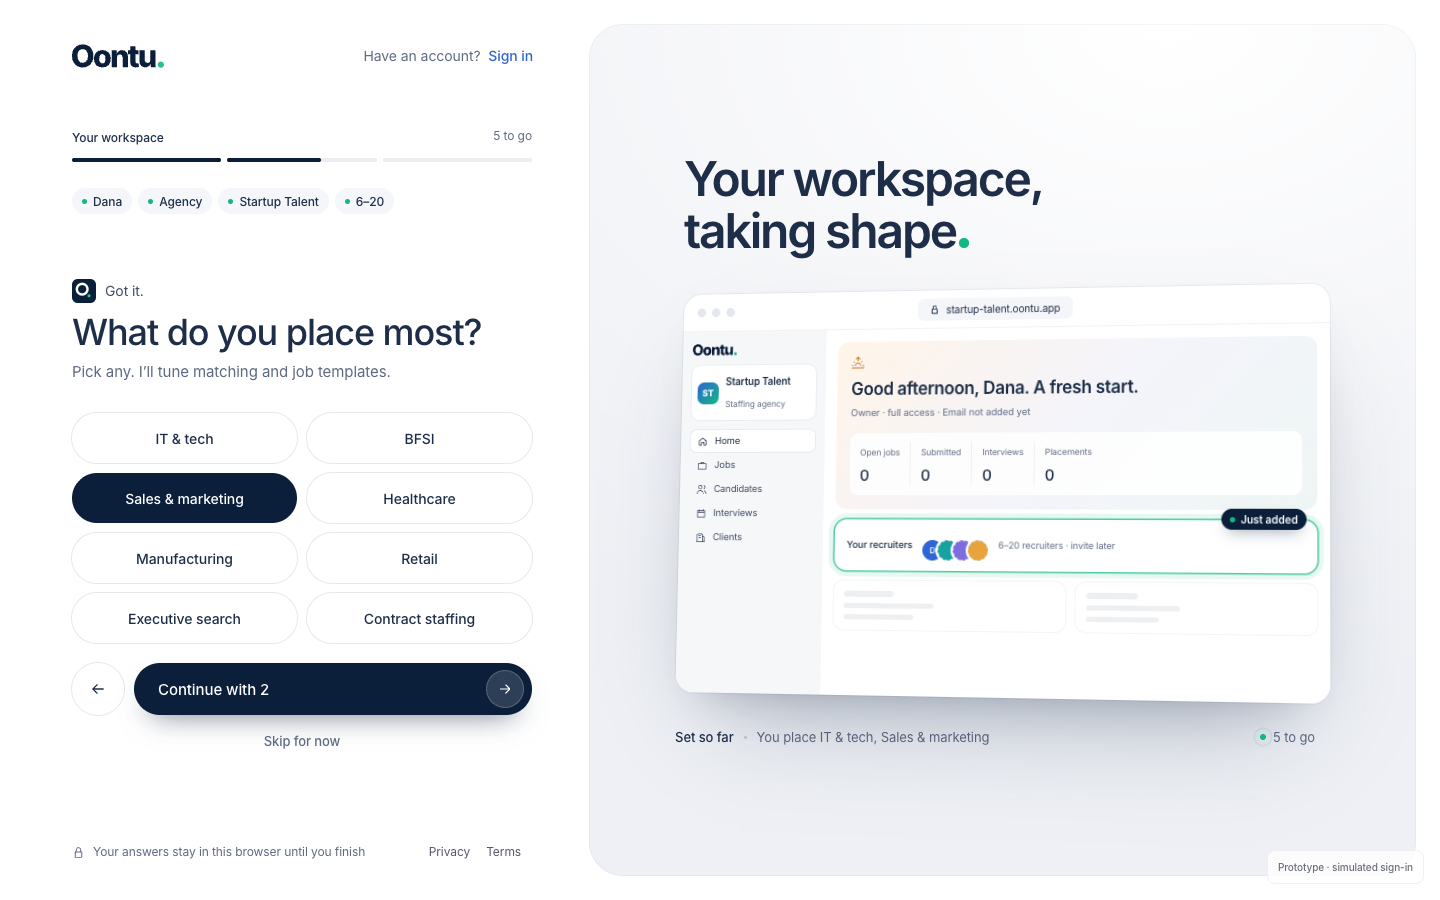 Oontu.
Have an account? Sign in
Your workspace
5 to go
Dana
Agency
Startup Talent
6–20
Got it.
What do you place most?
Pick any. I’ll tune matching and job templates.
IT & tech
BFSI
Sales & marketing
Healthcare
Manufacturing
Retail
Executive search
Contract staffing
Continue with 2
Skip for now
Your answers stay in this browser until you finish
Privacy
Terms
Your workspace,
taking shape.
startup-talent.oontu.app
Oontu.
ST
Startup Talent
Staffing agency
Home
Jobs
Candidates
Interviews
Clients
Good afternoon, Dana. A fresh start.
Owner · full access · Email not added yet
Open jobs
0
Submitted
0
Interviews
0
Placements
0
Just added
Your recruiters
D
6–20 recruiters · invite later
Set so far • You place IT & tech, Sales & marketing
5 to go
Prototype · simulated sign-in